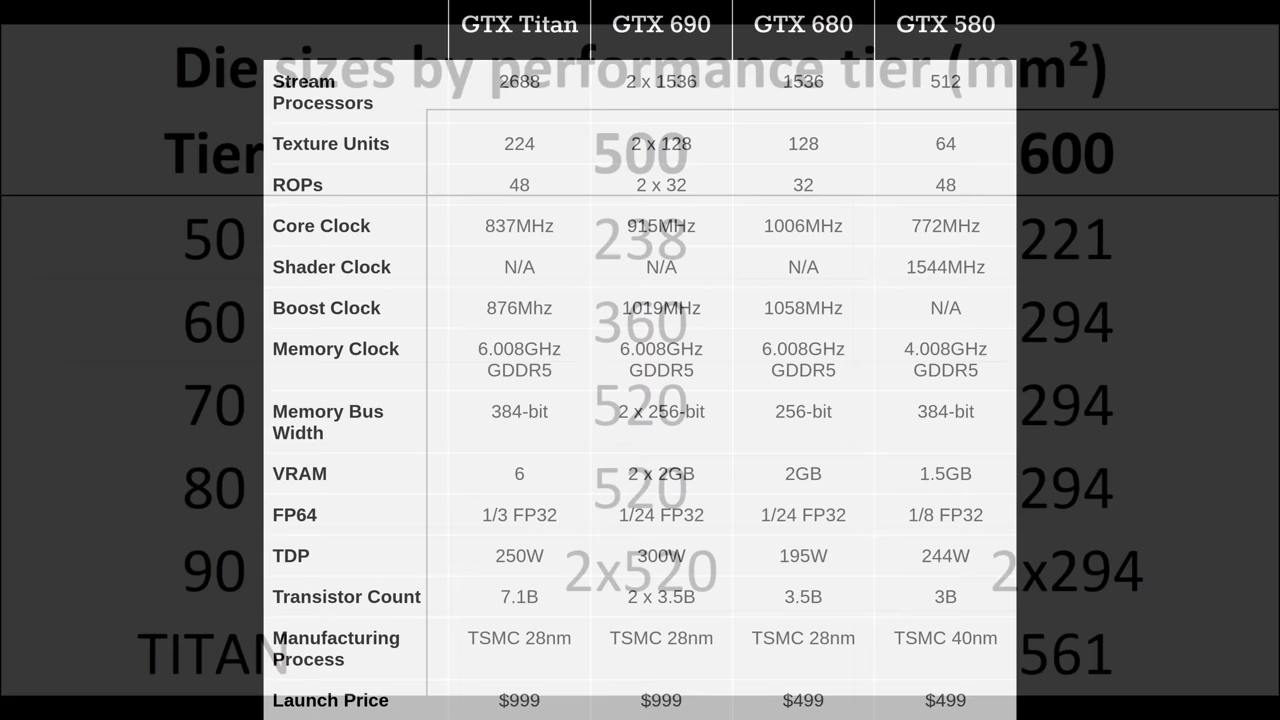 GTX Titan GTX 690 GTX 680 GTX 580
Die sizes by performance tier (mm²)
Stream Processors 2688 2 x 1536 1536 512
Tier 500 600
Texture Units 224 2 x 128 128 64
ROPs 48 2 x 32 32 48
50 238 221
Core Clock 837MHz 915MHz 1006MHz 772MHz
Shader Clock N/A N/A N/A 1544MHz
60 360 294
Boost Clock 876Mhz 1019MHz 1058MHz N/A
Memory Clock 6.008GHz GDDR5 6.008GHz GDDR5 6.008GHz GDDR5 4.008GHz GDDR5
70 520 294
Memory Bus Width 384-bit 2 x 256-bit 256-bit 384-bit
VRAM 6 2 x 2GB 2GB 1.5GB
80 520 294
FP64 1/3 FP32 1/24 FP32 1/24 FP32 1/8 FP32
TDP 250W 300W 195W 244W
90 2x520 2x294
Transistor Count 7.1B 2 x 3.5B 3.5B 3B
Manufacturing Process TSMC 28nm TSMC 28nm TSMC 28nm TSMC 40nm
TITAN 561
Launch Price $999 $999 $499 $499